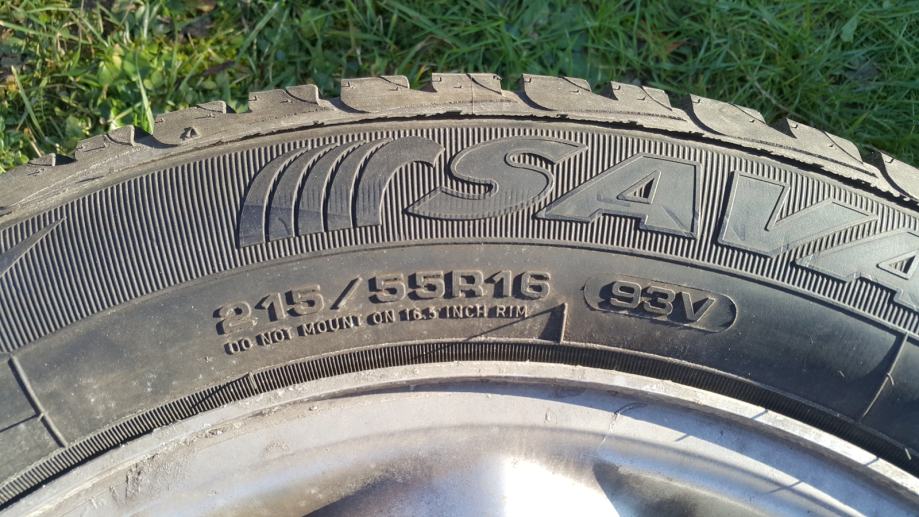 SAVA
215/55R16 93V
DO NOT MOUNT ON 16.5 INCH RIM